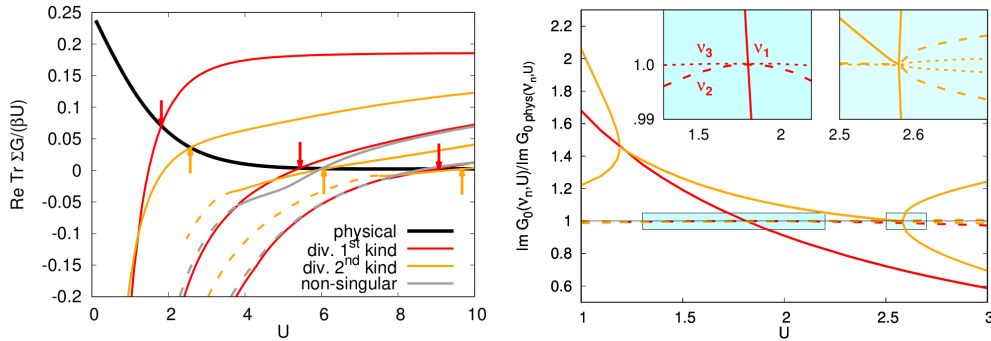 Re Tr ΣG/(βU)
0.25
0.2
0.15
0.1
0.05
0
-0.05
-0.1
-0.15
-0.2
physical
div. 1st kind
div. 2nd kind
non-singular
0 2 4 6 8 10
U
Im G0(νn,U)/Im G0 phys(νn,U)
2
1.8
1.6
1.4
1.2
1
0.8
0.6
1 1.5 2 2.5 3
U
1.0
.99
ν3
ν1
ν2
1.5 2
2.5 2.6